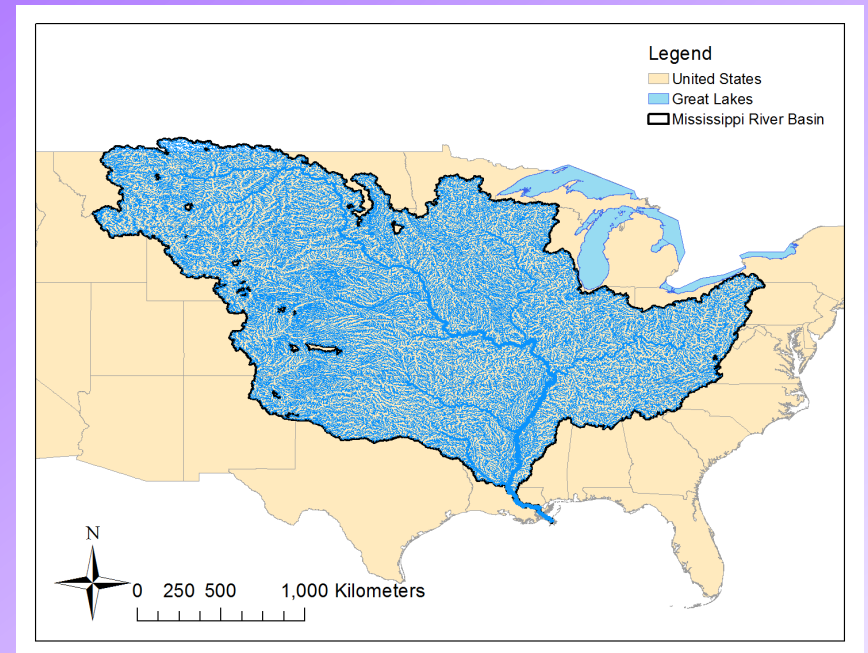 Legend
United States
Great Lakes
Mississippi River Basin
N
0 250 500 1,000 Kilometers